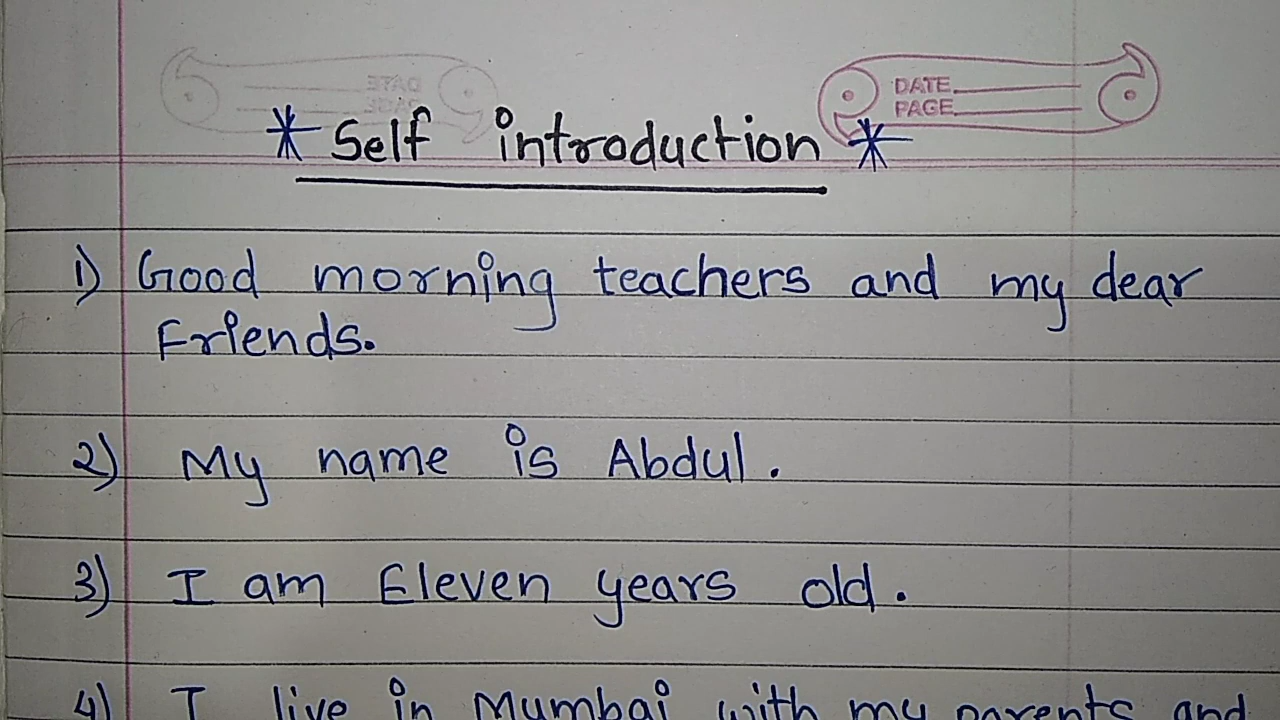 DATE
PAGE
* Self introduction *
1) Good morning teachers and my dear
Friends.
2) My name is Abdul.
3) I am Eleven years old.
4) I live in Mumbai with my parents and